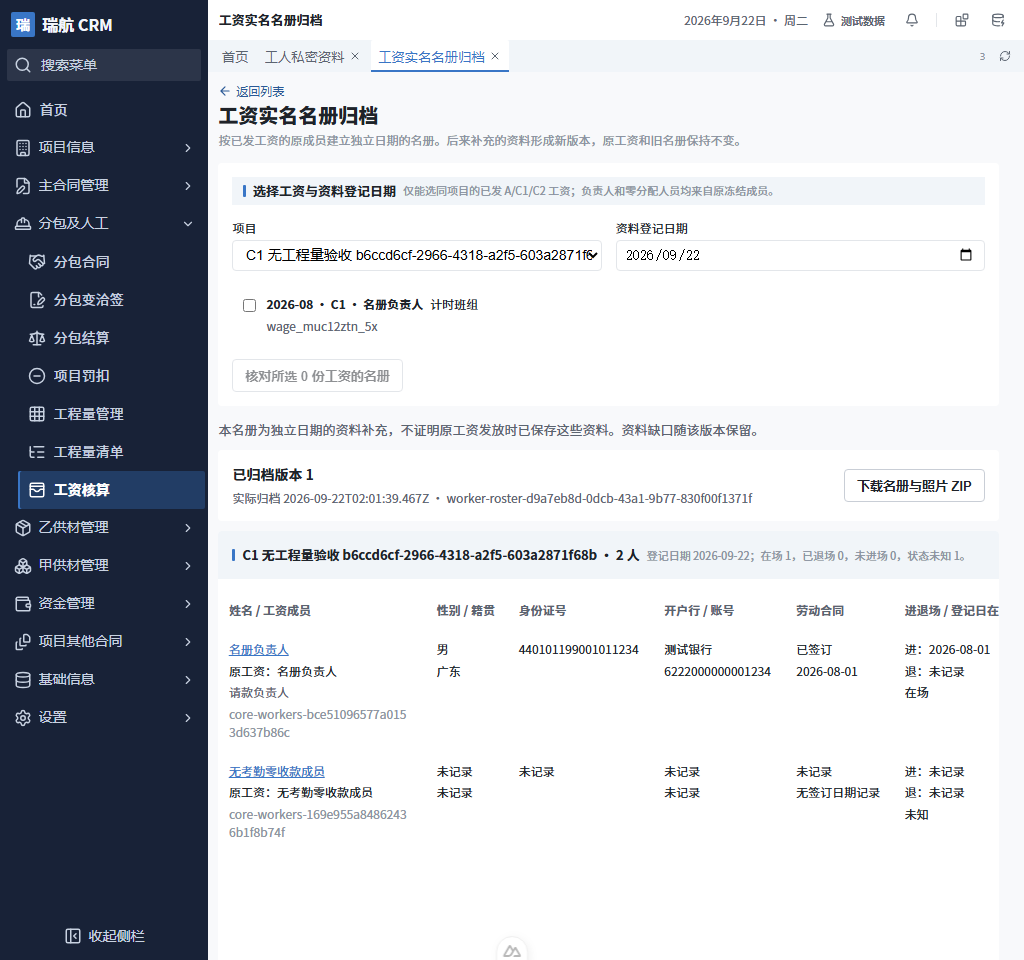 瑞 瑞航 CRM
搜索菜单
首页
项目信息
主合同管理
分包及人工
分包合同
分包变洽签
分包结算
项目罚扣
工程量管理
工程量清单
工资核算
乙供材管理
甲供材管理
资金管理
项目其他合同
基础信息
设置
收起侧栏
工资实名名册归档
2026年9月22日 · 周二 测试数据
首页 工人私密资料 × 工资实名名册归档 × 3
← 返回列表
工资实名名册归档
按已发工资的原成员建立独立日期的名册。后来补充的资料形成新版本，原工资和旧名册保持不变。
选择工资与资料登记日期 仅能选同项目的已发 A/C1/C2 工资；负责人和零分配人员均来自原冻结成员。
项目 资料登记日期
C1 无工程量验收 b6ccd6cf-2966-4318-a2f5-603a2871f6 2026/09/22
2026-08 · C1 · 名册负责人 计时班组
wage_muc12ztn_5x
核对所选 0 份工资的名册
本名册为独立日期的资料补充，不证明原工资发放时已保存这些资料。资料缺口随该版本保留。
已归档版本 1
实际归档 2026-09-22T02:01:39.467Z · worker-roster-d9a7eb8d-0dcb-43a1-9b77-830f00f1371f
下载名册与照片 ZIP
C1 无工程量验收 b6ccd6cf-2966-4318-a2f5-603a2871f68b · 2 人 登记日期 2026-09-22；在场 1，已退场 0，未进场 0，状态未知 1。
姓名 / 工资成员 性别 / 籍贯 身份证号 开户行 / 账号 劳动合同 进退场 / 登记日在
名册负责人 男 440101199001011234 测试银行 已签订 进：2026-08-01
原工资：名册负责人 广东 6222000000001234 2026-08-01 退：未记录
请款负责人 在场
core-workers-bce51096577a015
3d637b86c
无考勤零收款成员 未记录 未记录 未记录 未记录 进：未记录
原工资：无考勤零收款成员 未记录 未记录 无签订日期记录 退：未记录
core-workers-169e955a8486243 未知
6b1f8b74f